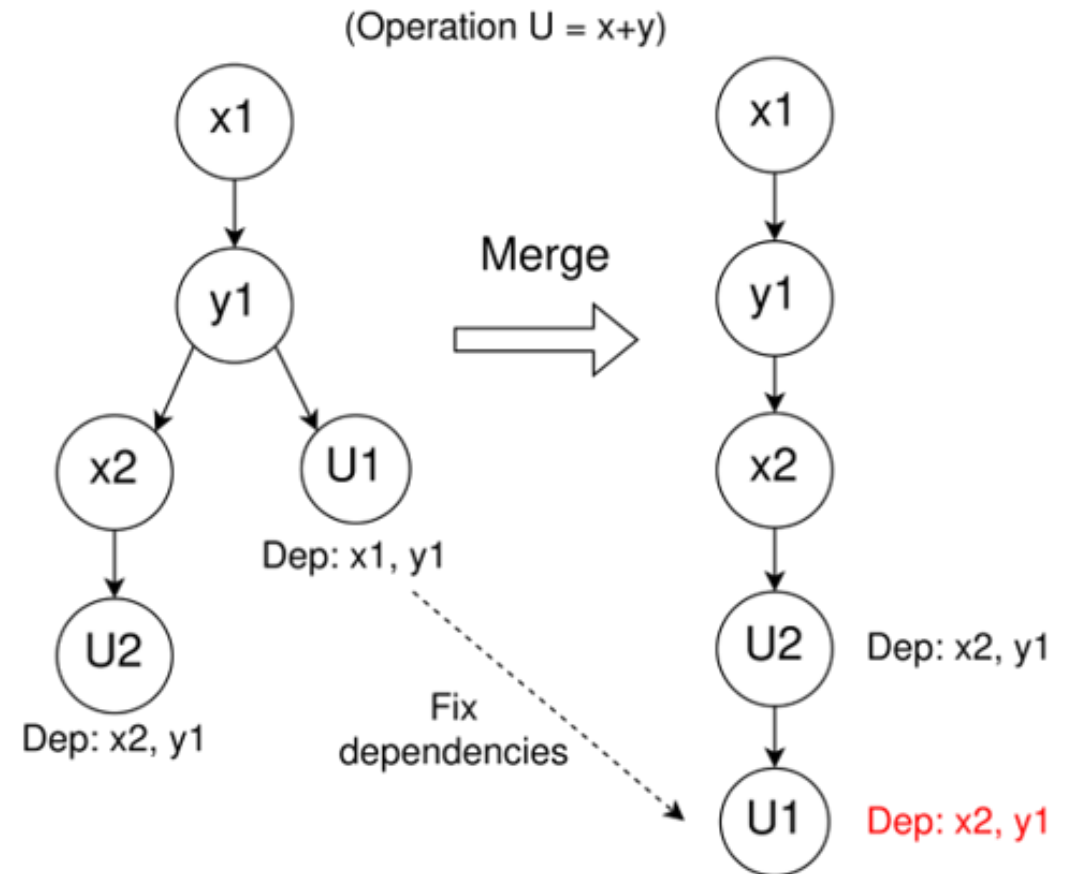 (Operation U = x+y)
x1
y1
x2
U1
Dep: x1, y1
U2
Dep: x2, y1
Merge
Fix
dependencies
x1
y1
x2
U2
Dep: x2, y1
U1
Dep: x2, y1